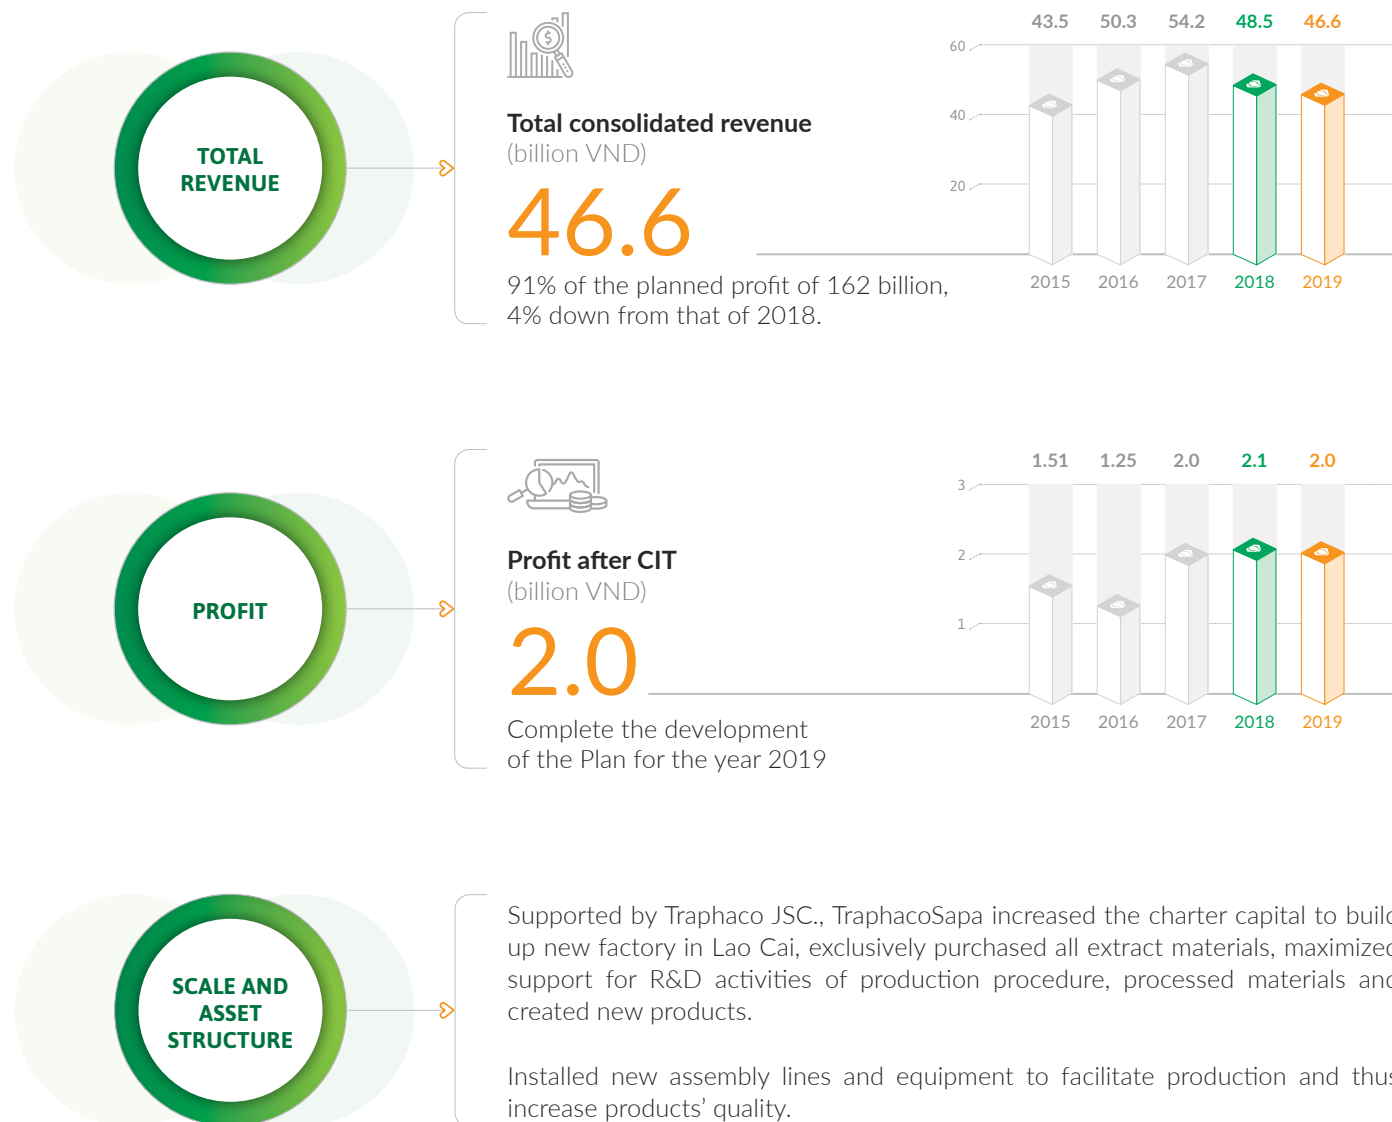 TOTAL
REVENUE
Total consolidated revenue
(billion VND)
46.6
91% of the planned profit of 162 billion,
4% down from that of 2018.
43.5 50.3 54.2 48.5 46.6
60
40
20
2015 2016 2017 2018 2019
PROFIT
Profit after CIT
(billion VND)
2.0
Complete the development
of the Plan for the year 2019
1.51 1.25 2.0 2.1 2.0
3
2
1
2015 2016 2017 2018 2019
SCALE AND
ASSET
STRUCTURE
Supported by Traphaco JSC., TraphacoSapa increased the charter capital to build
up new factory in Lao Cai, exclusively purchased all extract materials, maximized
support for R&D activities of production procedure, processed materials and
created new products.
Installed new assembly lines and equipment to facilitate production and thus
increase products’ quality.